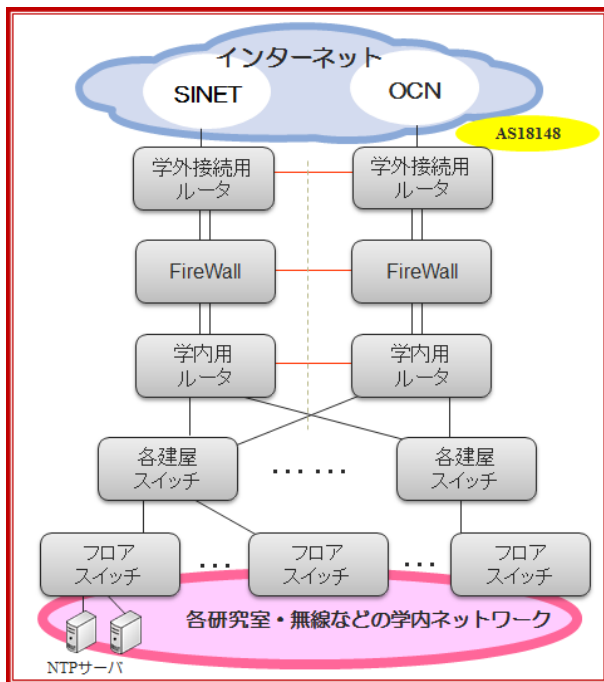 インターネット
SINET
OCN
AS18148
学外接続用
ルータ
学外接続用
ルータ
FireWall
FireWall
学内用
ルータ
学内用
ルータ
各建屋
スイッチ
……
各建屋
スイッチ
フロア
スイッチ
…
フロア
スイッチ
…
フロア
スイッチ
各研究室・無線などの学内ネットワーク
NTPサーバ